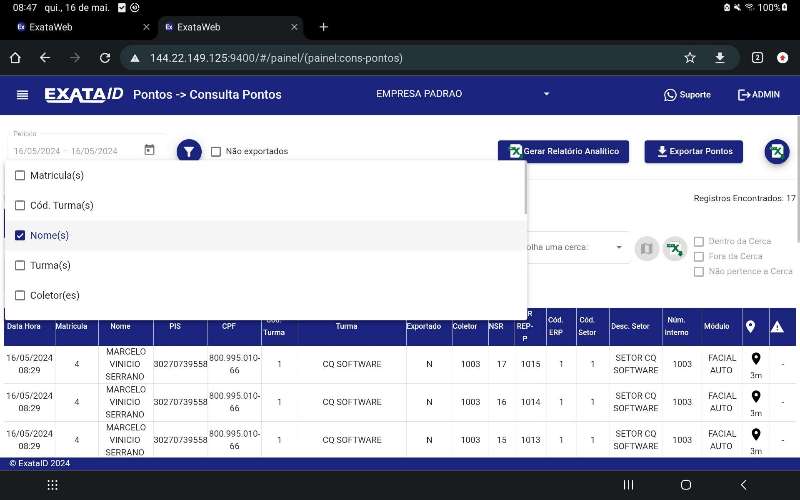 08:47 qui., 16 de mai. 100%
Ex ExataWeb
Ex ExataWeb
144.22.149.125:9400/#/painel/(painel:cons-pontos)
2
EXATA ID Pontos -> Consulta Pontos EMPRESA PADRAO Suporte ADMIN
Período
16/05/2024 – 16/05/2024 Não exportados Gerar Relatório Analítico Exportar Pontos
Matricula(s)
Cód. Turma(s)
Nome(s)
Turma(s)
Coletor(es)
Registros Encontrados: 17
olha uma cerca:
Dentro da Cerca
Fora da Cerca
Não pertence a Cerca
Data Hora Matrícula Nome PIS CPF Cód. Turma Turma Exportado Coletor NSR R REP-P Cód. ERP Cód. Setor Desc. Setor Núm. Interno Módulo
16/05/2024 08:29 4 MARCELO VINICIO SERRANO 30270739558 800.995.010-66 1 CQ SOFTWARE N 1003 17 1015 1 1 SETOR CQ SOFTWARE 1003 FACIAL AUTO 3m -
16/05/2024 08:29 4 MARCELO VINICIO SERRANO 30270739558 800.995.010-66 1 CQ SOFTWARE N 1003 16 1014 1 1 SETOR CQ SOFTWARE 1003 FACIAL AUTO 3m -
16/05/2024 08:29 4 MARCELO VINICIO SERRANO 30270739558 800.995.010-66 1 CQ SOFTWARE N 1003 15 1013 1 1 SETOR CQ SOFTWARE 1003 FACIAL AUTO 3m -
© ExataID 2024